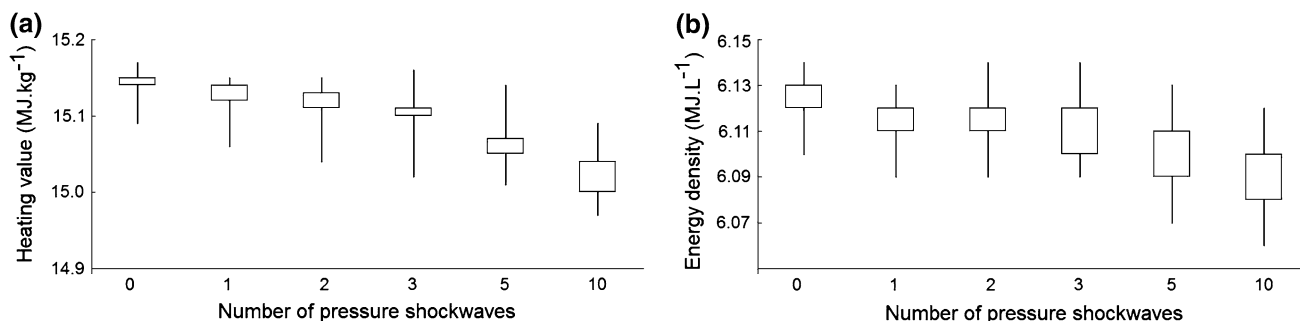 (a)
Heating value (MJ.kg⁻¹)
15.2
15.1
15.0
14.9
0 1 2 3 5 10
Number of pressure shockwaves
(b)
Energy density (MJ.L⁻¹)
6.15
6.13
6.11
6.09
6.07
0 1 2 3 5 10
Number of pressure shockwaves